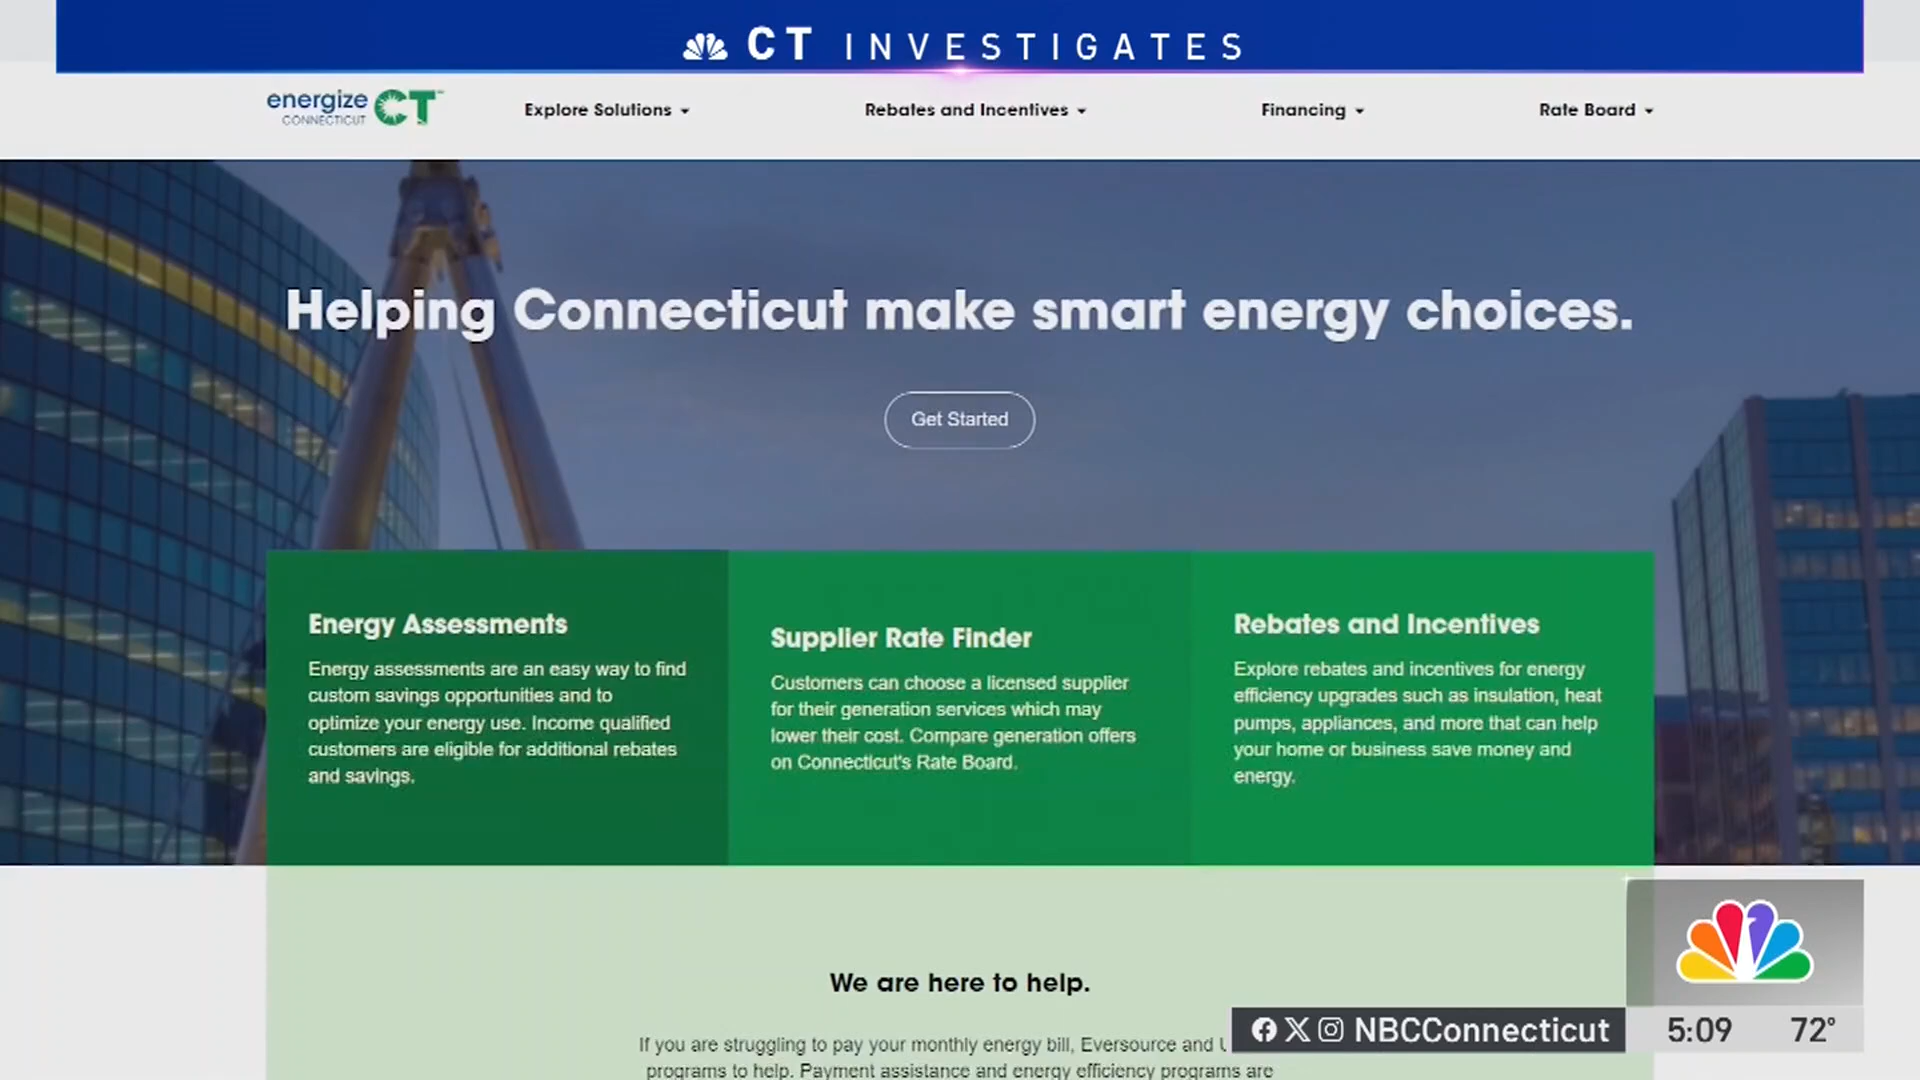 CT INVESTIGATES
energize CT
CONNECTICUT
Explore Solutions
Rebates and Incentives
Financing
Rate Board
Helping Connecticut make smart energy choices.
Get Started
Energy Assessments
Energy assessments are an easy way to find
custom savings opportunities and to
optimize your energy use. Income qualified
customers are eligible for additional rebates
and savings.
Supplier Rate Finder
Customers can choose a licensed supplier
for their generation services which may
lower their cost. Compare generation offers
on Connecticut's Rate Board.
Rebates and Incentives
Explore rebates and incentives for energy
efficiency upgrades such as insulation, heat
pumps, appliances, and more that can help
your home or business save money and
energy.
We are here to help.
If you are struggling to pay your monthly energy bill, Eversource and
programs to help. Payment assistance and energy efficiency programs are
NBCConnecticut
5:09
72°